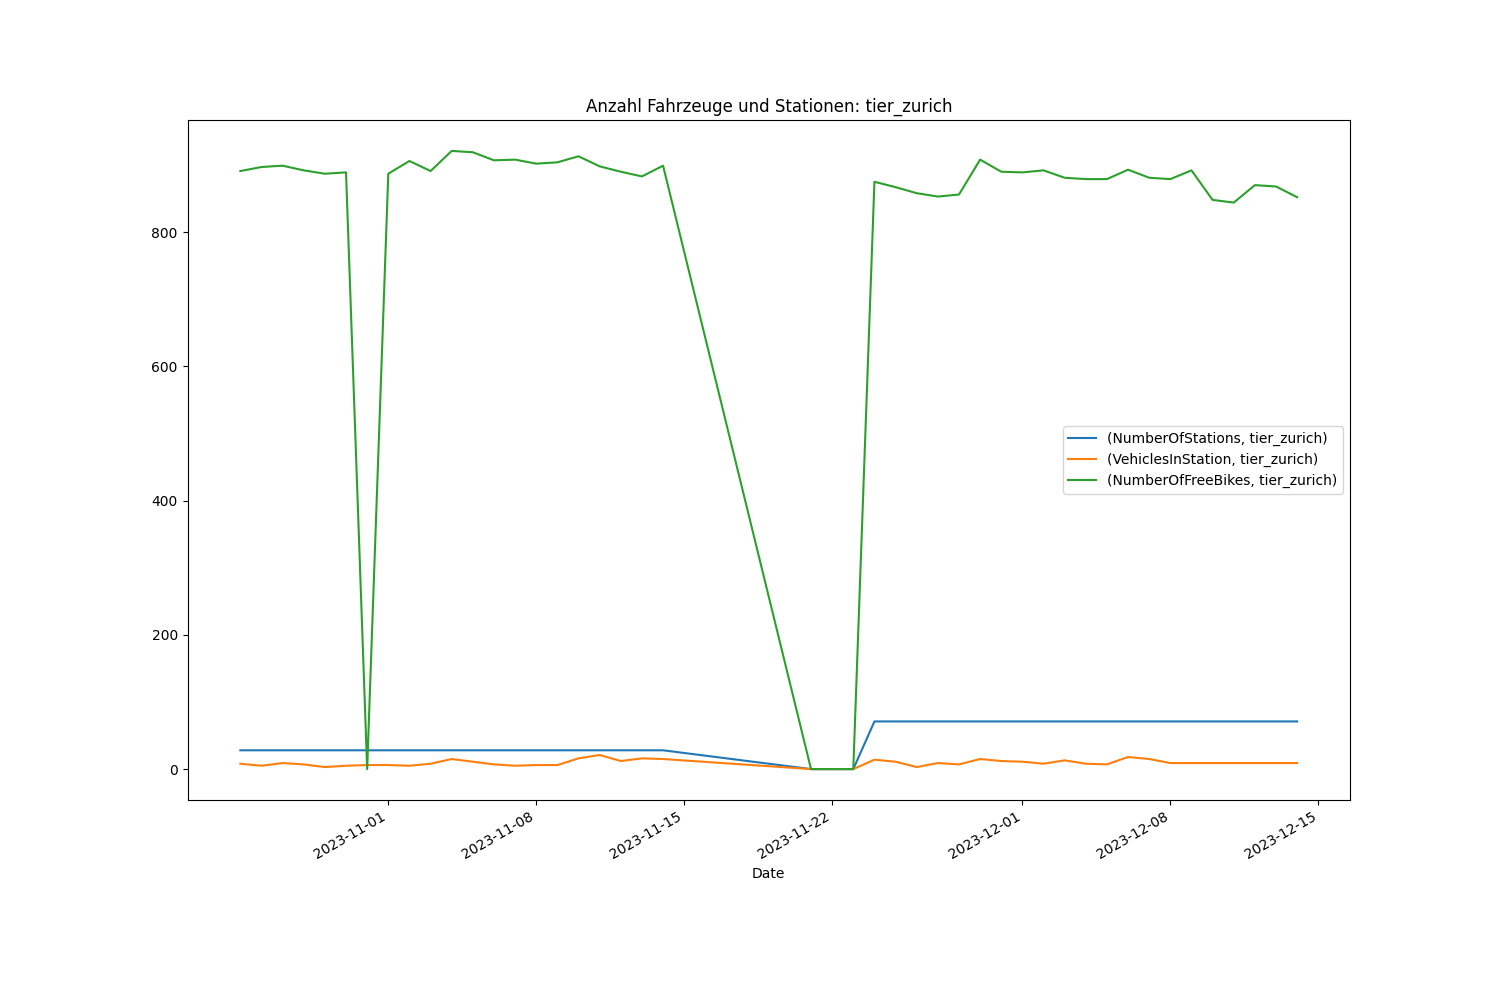 Anzahl Fahrzeuge und Stationen: tier_zurich
800
600
400
200
0
(NumberOfStations, tier_zurich)
(VehiclesInStation, tier_zurich)
(NumberOfFreeBikes, tier_zurich)
2023-11-01
2023-11-08
2023-11-15
2023-11-22
2023-12-01
2023-12-08
2023-12-15
Date